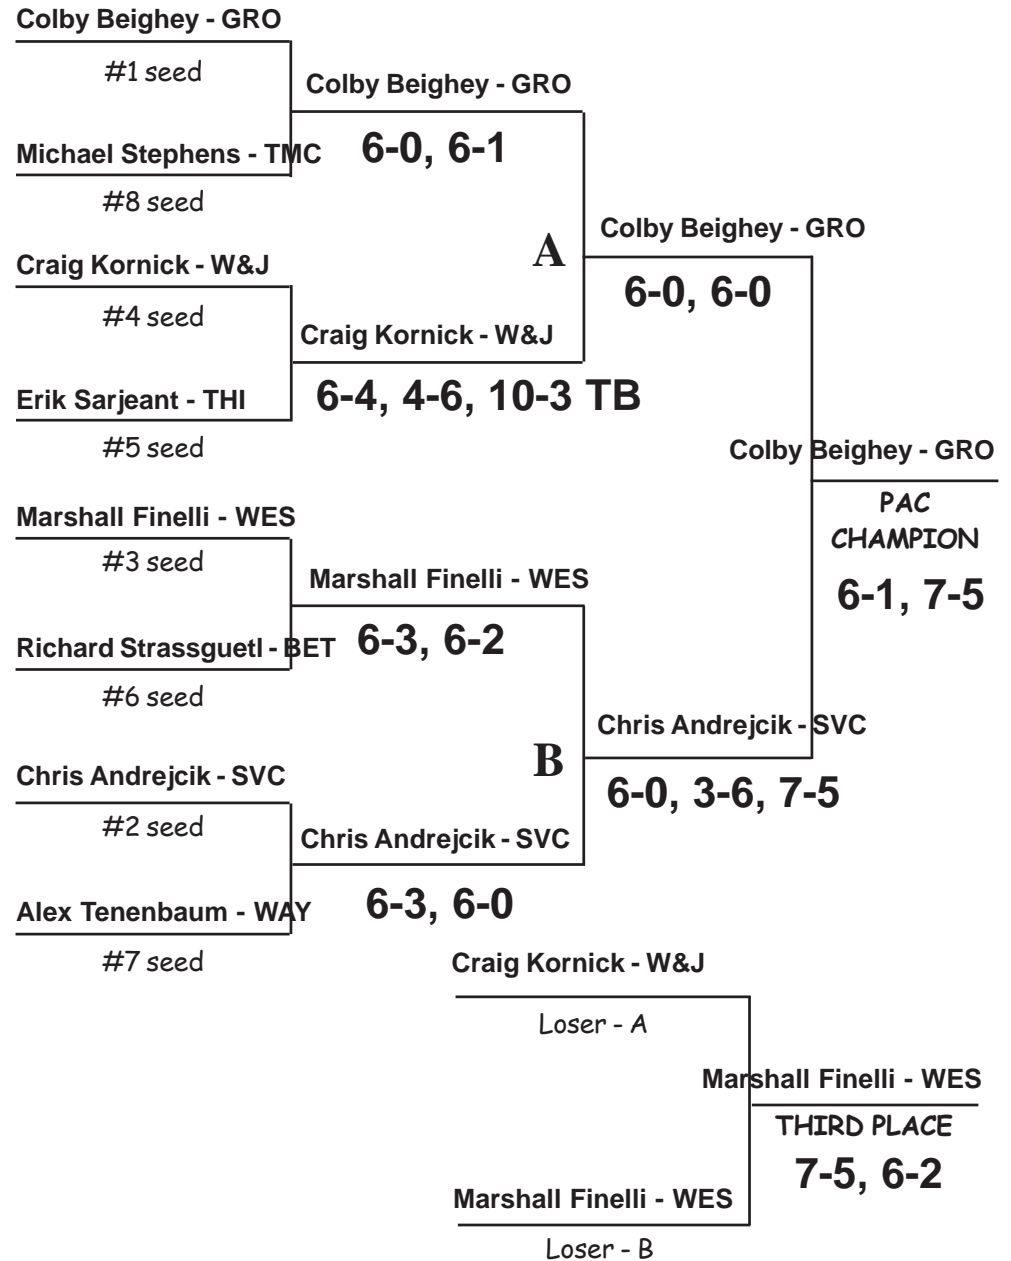 Colby Beighey - GRO
#1 seed
Colby Beighey - GRO
6-0, 6-1
Michael Stephens - TMC
#8 seed
Colby Beighey - GRO
A
6-0, 6-0
Craig Kornick - W&J
#4 seed
Craig Kornick - W&J
6-4, 4-6, 10-3 TB
Erik Sarjeant - THI
#5 seed
Colby Beighey - GRO
PAC
CHAMPION
6-1, 7-5
Marshall Finelli - WES
#3 seed
Marshall Finelli - WES
6-3, 6-2
Richard Strassguetl - BET
#6 seed
Chris Andrejcik - SVC
B
6-0, 3-6, 7-5
Chris Andrejcik - SVC
#2 seed
Chris Andrejcik - SVC
6-3, 6-0
Alex Tenenbaum - WAY
#7 seed
Craig Kornick - W&J
Loser - A
Marshall Finelli - WES
THIRD PLACE
7-5, 6-2
Marshall Finelli - WES
Loser - B